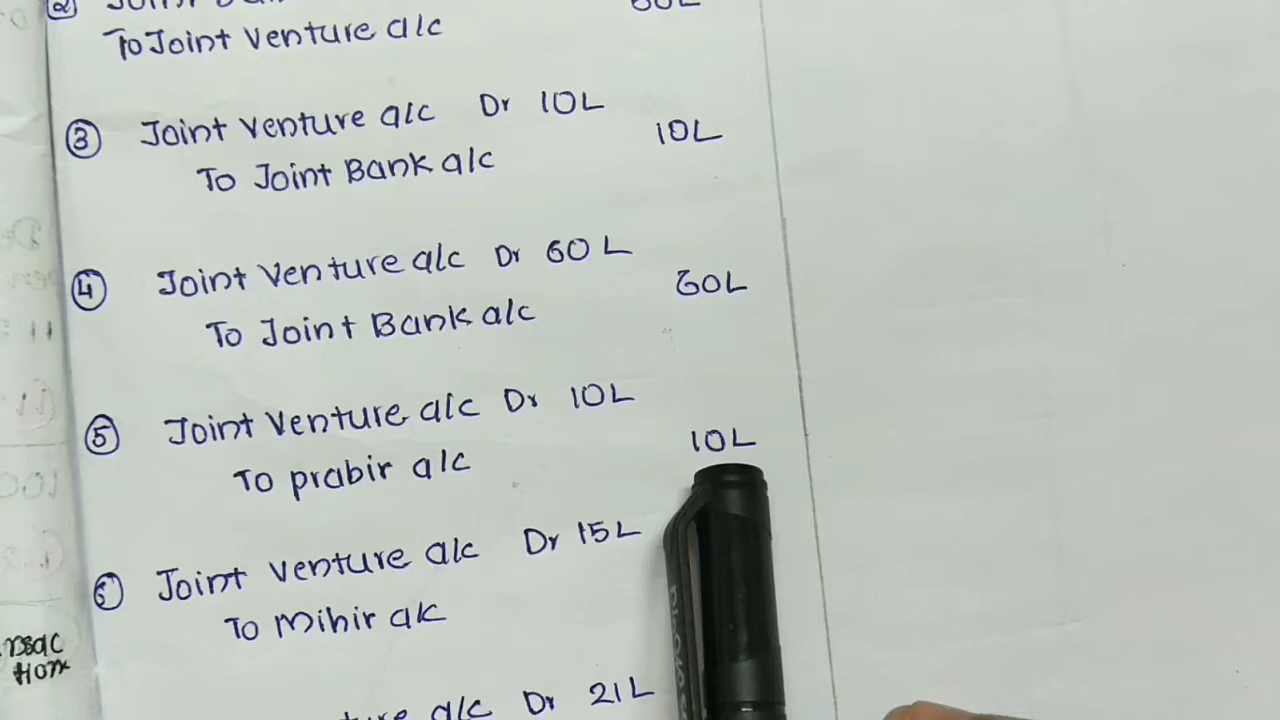 ②
To Joint Venture a/c
③ Joint Venture a/c Dr 10L
To Joint Bank a/c 10L
④ Joint Venture a/c Dr 60L
To Joint Bank a/c 60L
⑤ Joint Venture a/c Dr 10L
To prabir a/c 10L
⑥ Joint Venture a/c Dr 15L
To Mihir a/c
a/c Dr 21L